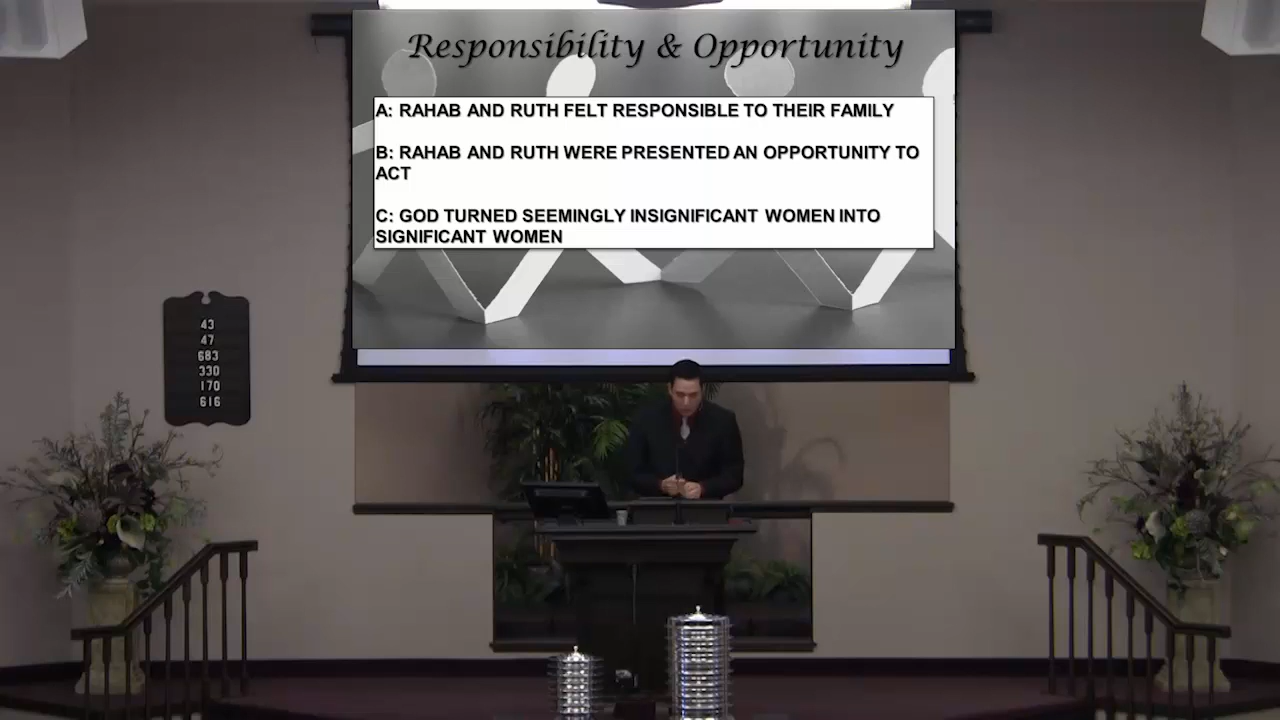 Responsibility & Opportunity
A: RAHAB AND RUTH FELT RESPONSIBLE TO THEIR FAMILY
B: RAHAB AND RUTH WERE PRESENTED AN OPPORTUNITY TO
ACT
C: GOD TURNED SEEMINGLY INSIGNIFICANT WOMEN INTO
SIGNIFICANT WOMEN
43
47
683
330
170
616